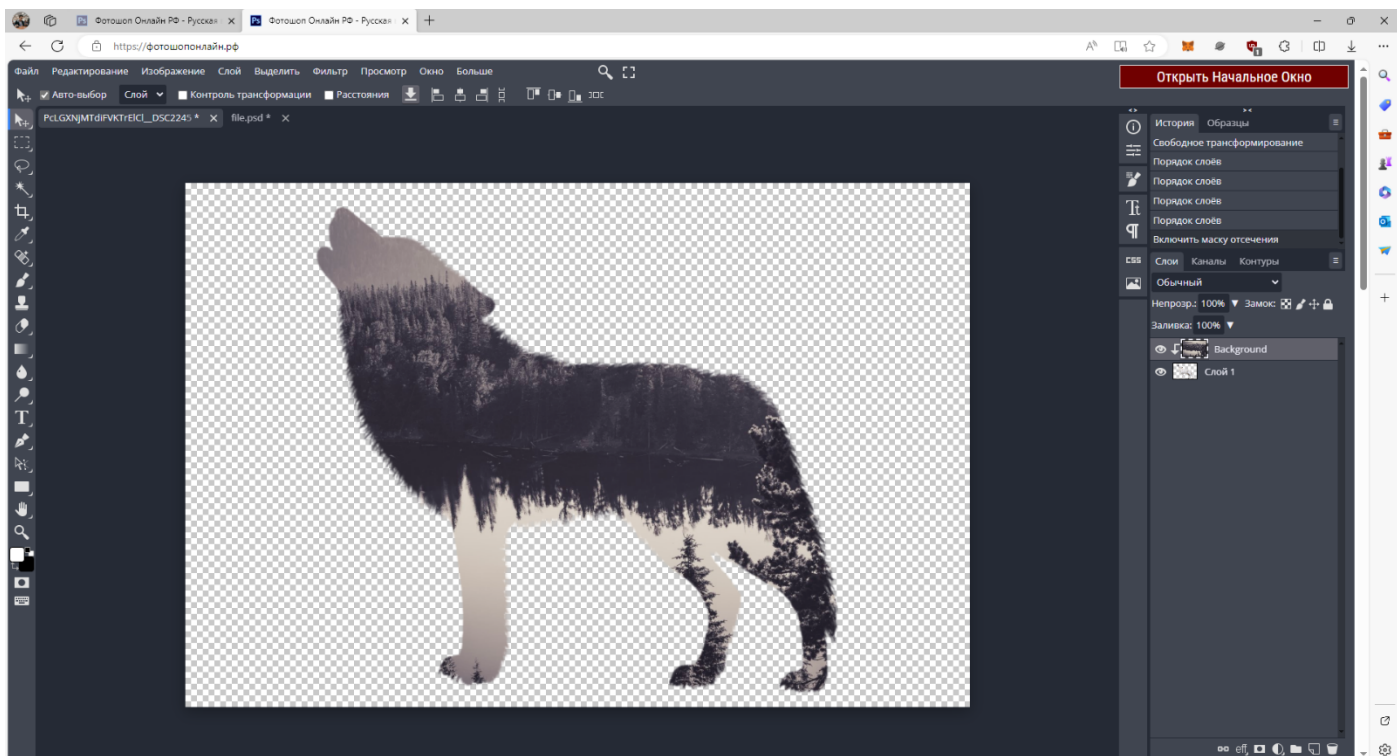 Фотошоп Онлайн РФ - Русская
Фотошоп Онлайн РФ - Русская
https://фотошопонлайн.рф
Файл Редактирование Изображение Слой Выделить Фильтр Просмотр Окно Больше
Открыть Начальное Окно
Авто-выбор Слой Контроль трансформации Расстояния
PcLGXNjMTdiFVKTrElCl__DSC2245 * file.psd *
История Образцы
Свободное трансформирование
Порядок слоёв
Порядок слоёв
Порядок слоёв
Порядок слоёв
Включить маску отсечения
CSS
Слои Каналы Контуры
Обычный
Непрозр.: 100% Замок:
Заливка: 100%
Background
Слой 1
eff